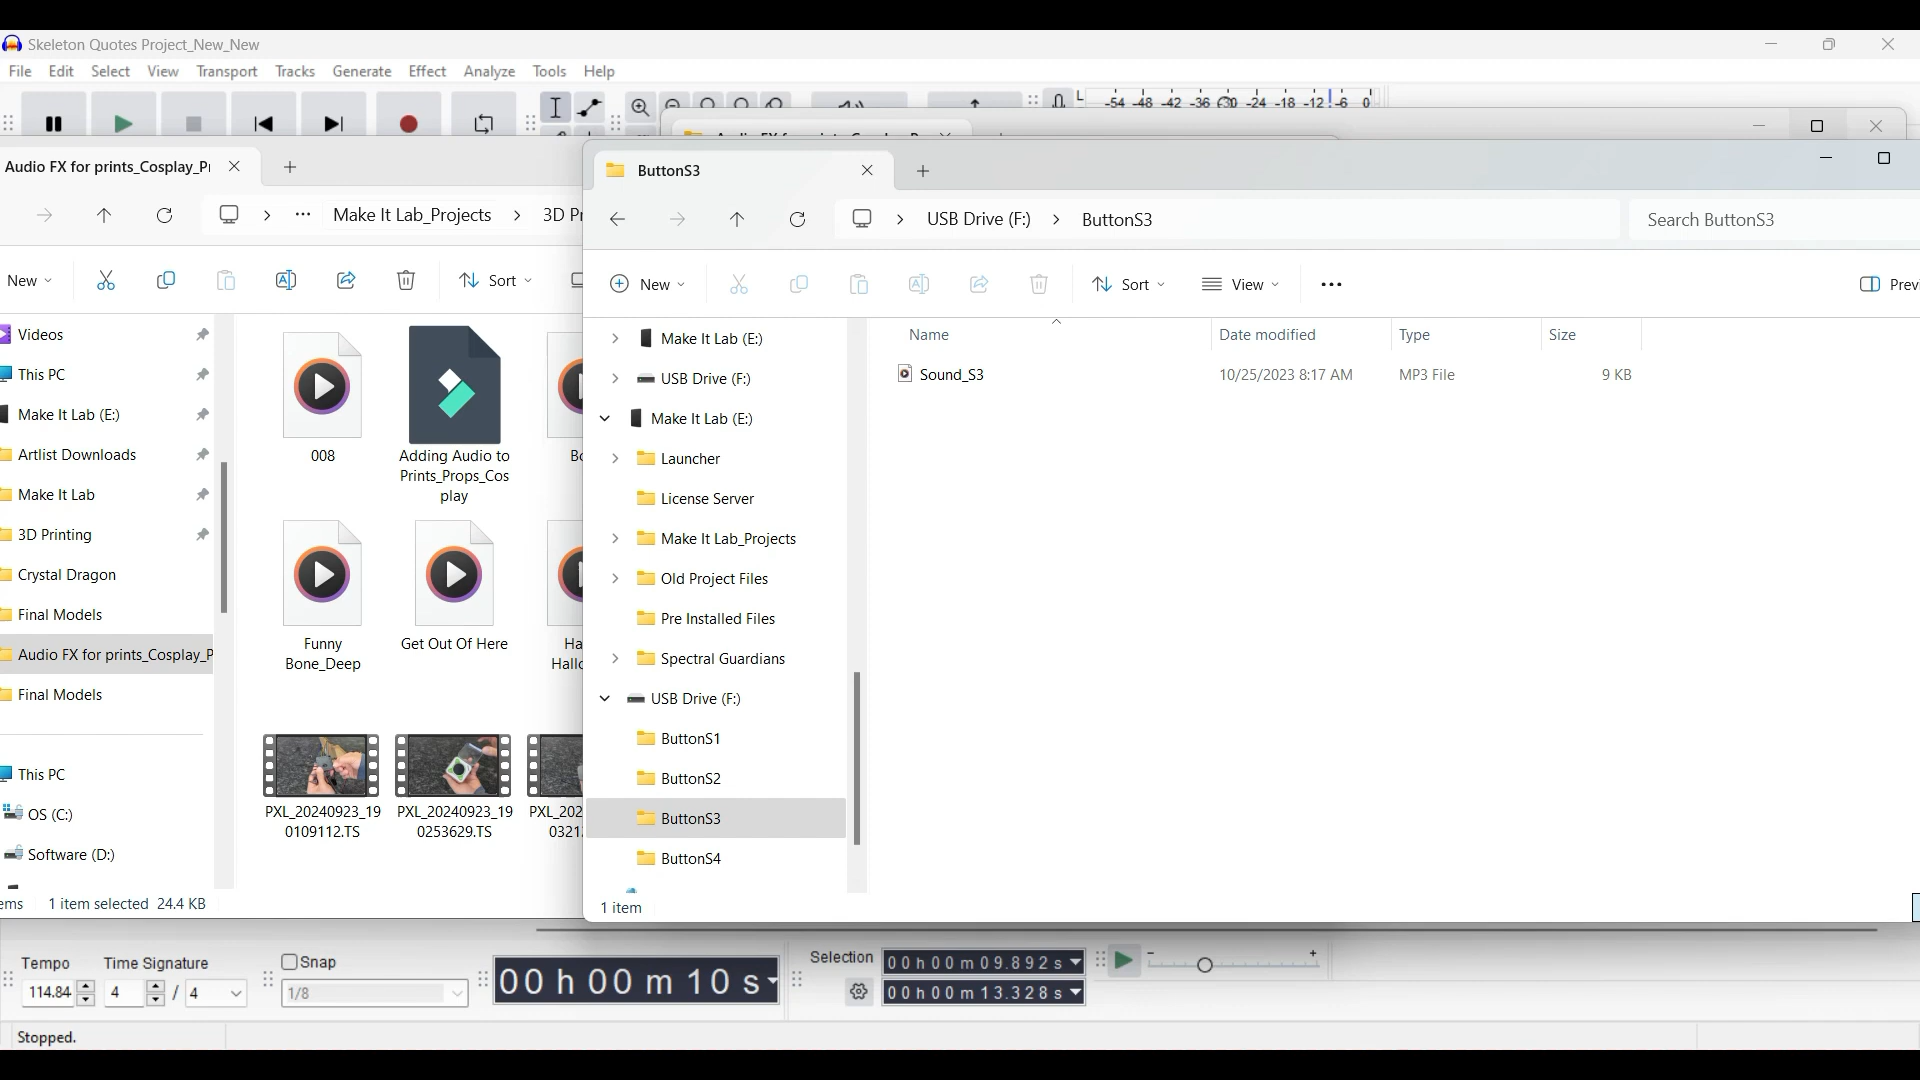 Skeleton Quotes Project_New_New
File Edit Select View Transport Tracks Generate Effect Analyze Tools Help
L
-54 -48 -42 -36 -30 -24 -18 -12 -6 0
Audio FX for prints_Cosplay_P
Make It Lab_Projects
3D P
New
Sort
Videos
This PC
Make It Lab (E:)
Artlist Downloads
Make It Lab
3D Printing
Crystal Dragon
Final Models
Audio FX for prints_Cosplay_P
Final Models
This PC
OS (C:)
Software (D:)
008
Adding Audio to
Prints_Props_Cos
play
Bo
Funny
Bone_Deep
Get Out Of Here
Ha
Hallo
PXL_20240923_19
0109112.TS
PXL_20240923_19
0253629.TS
PXL_202
0321
ems
1 item selected 24.4 KB
ButtonS3
USB Drive (F:)
ButtonS3
Search ButtonS3
New
Sort
View
Previ
Make It Lab (E:)
USB Drive (F:)
Make It Lab (E:)
Launcher
License Server
Make It Lab_Projects
Old Project Files
Pre Installed Files
Spectral Guardians
USB Drive (F:)
ButtonS1
ButtonS2
ButtonS3
ButtonS4
Name Date modified Type Size
Sound_S3 10/25/2023 8:17 AM MP3 File 9 KB
1 item
Tempo
114.84
Time Signature
4 / 4
Snap
1/8
00 h 00 m 10 s
Selection
00 h 00 m 09.892 s
00 h 00 m 13.328 s
- +
Stopped.